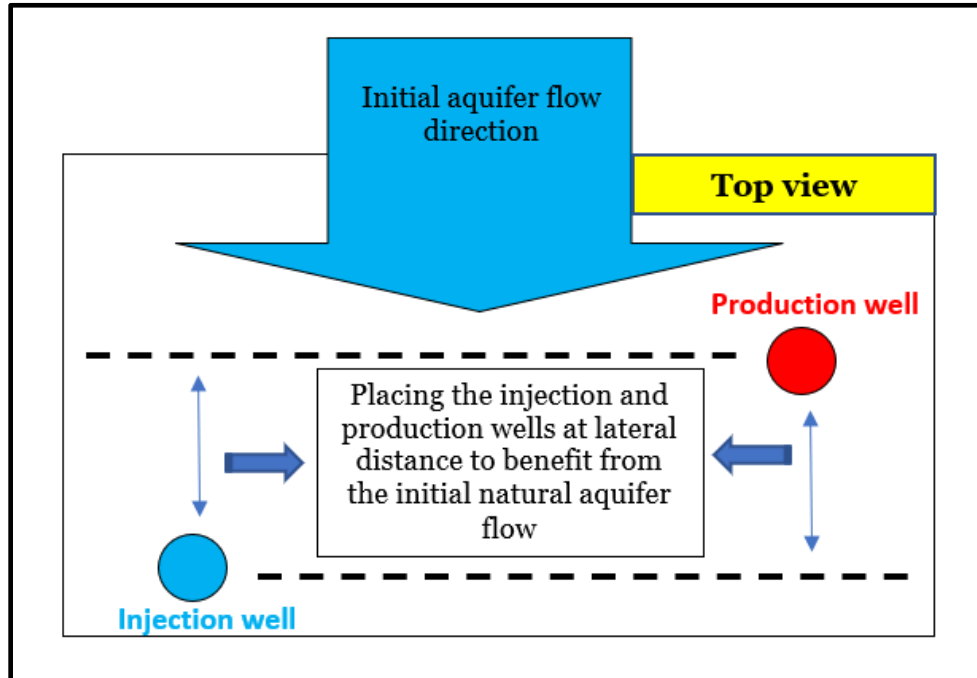 Initial aquifer flow
direction
Top view
Production well
Placing the injection and
production wells at lateral
distance to benefit from
the initial natural aquifer
flow
Injection well